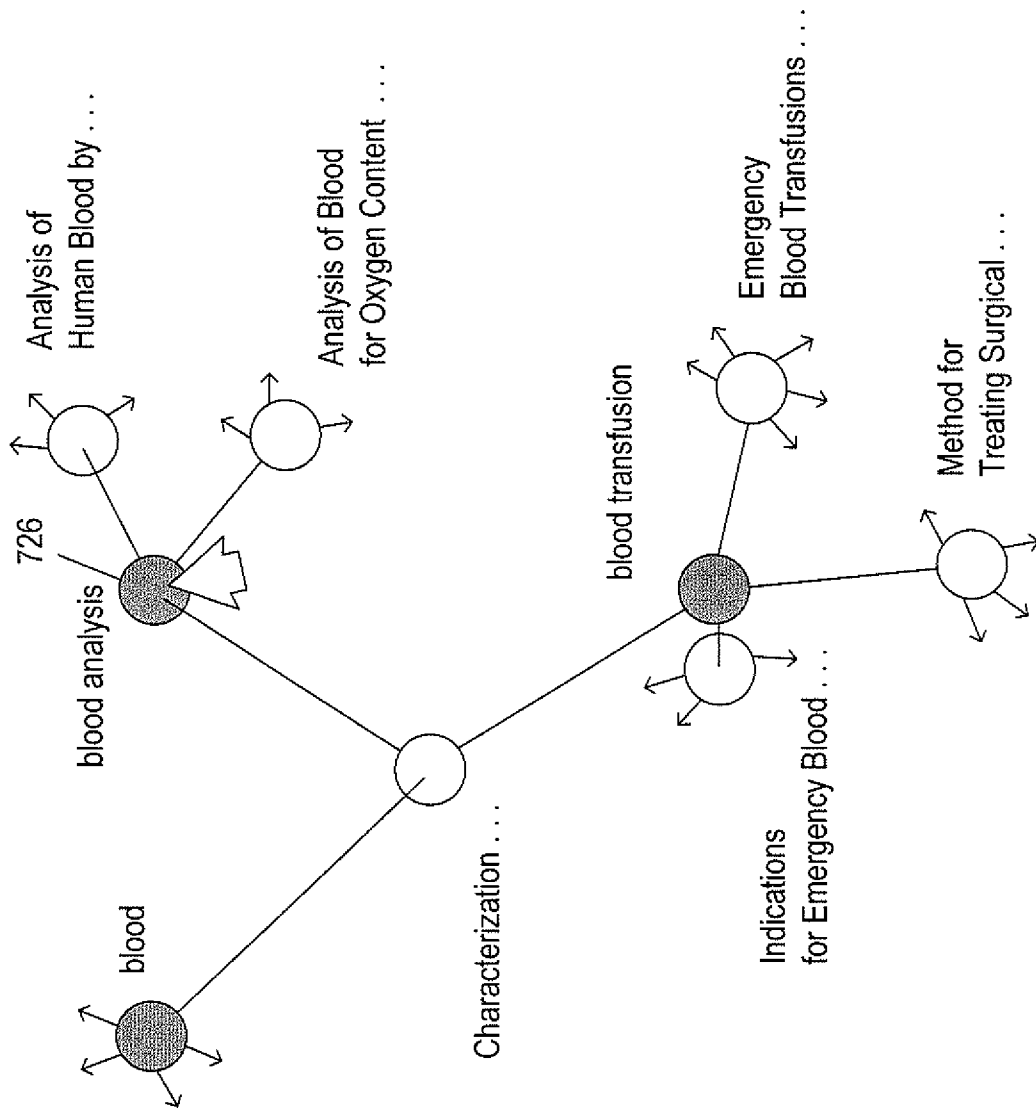 Analysis of
Human Blood by . . .
Analysis of Blood
for Oxygen Content . . .
726
blood analysis
blood
Characterization . . .
blood transfusion
Emergency
Blood Transfusions . . .
Indications
for Emergency Blood . . . .
Method for
Treating Surgical . . . .